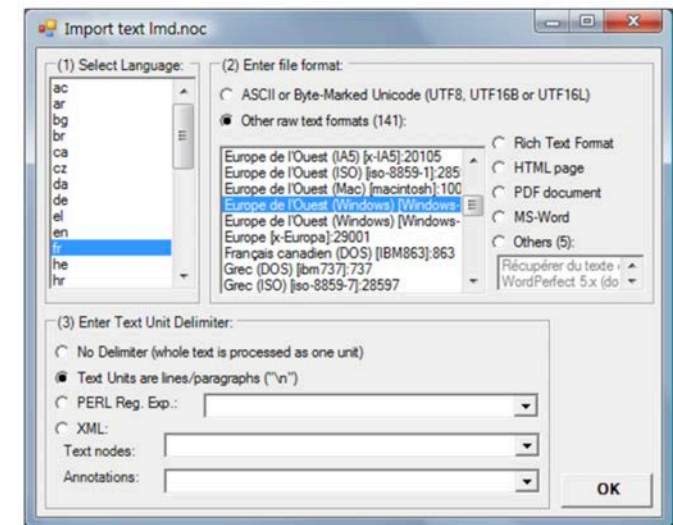 Import text lmd.noc
(1) Select Language:
ac
ar
bg
br
ca
cz
da
de
el
en
fr
he
hr
(2) Enter file format:
ASCII or Byte-Marked Unicode (UTF8, UTF16B or UTF16L)
Other raw text formats (141):
Europe de l'Ouest (IA5) [x-IA5]:20105
Europe de l'Ouest (ISO) [iso-8859-1]:285
Europe de l'Ouest (Mac) [macintosh]:100
Europe de l'Ouest (Windows) [Windows-
Europe de l'Ouest (Windows) [Windows-
Europe [x-Europa]:29001
Français canadien (DOS) [IBM863]:863
Grec (DOS) [ibm737]:737
Grec (ISO) [iso-8859-7]:28597
Rich Text Format
HTML page
PDF document
MS-Word
Others (5):
Récupérer du texte
WordPerfect 5.x (do
(3) Enter Text Unit Delimiter:
No Delimiter (whole text is processed as one unit)
Text Units are lines/paragraphs ("\n")
PERL Reg. Exp.:
XML:
Text nodes:
Annotations:
OK